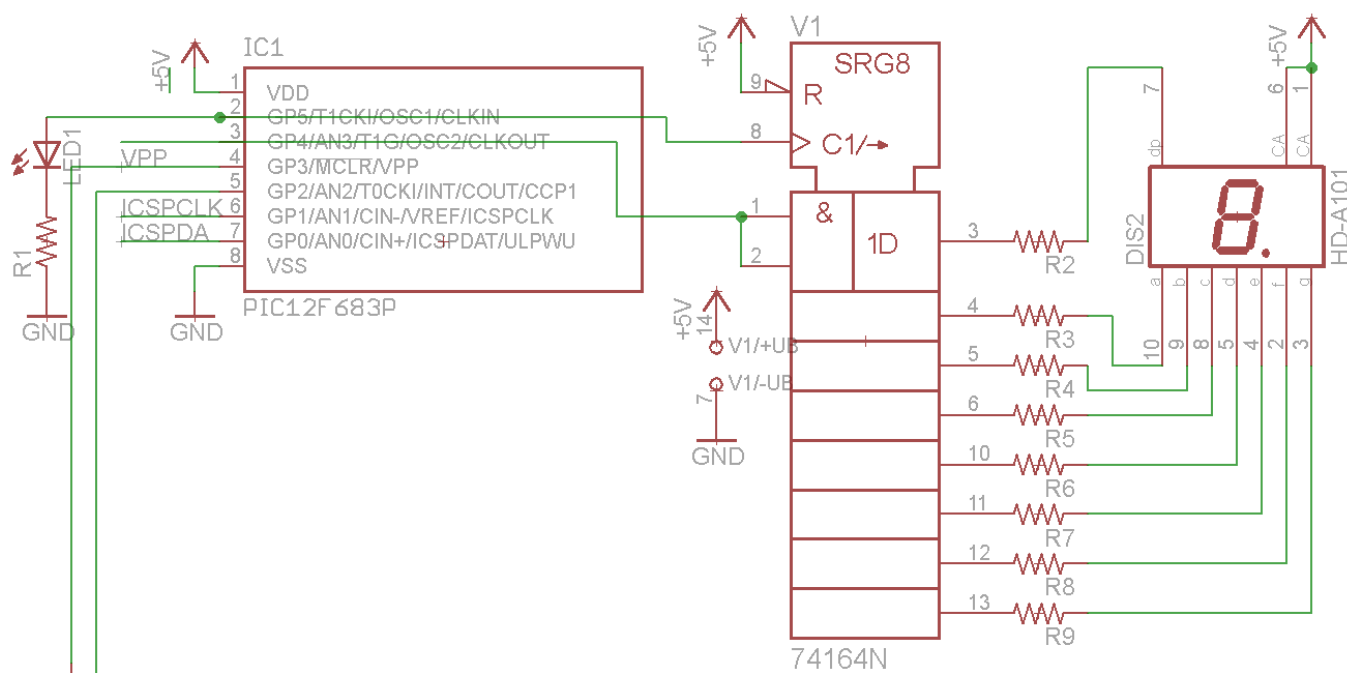 IC1
+5V
1 VDD
2 GP5/T1CKI/OSC1/CLKIN
3 GP4/AN3/T1G/OSC2/CLKOUT
4 GP3/MCLR/VPP
5 GP2/AN2/T0CKI/INT/COUT/CCP1
6 GP1/AN1/CIN-/VREF/ICSPCLK
7 GP0/AN0/CIN+/ICSPDAT/ULPWU
8 VSS
PIC12F683P
LED1
VPP
ICSPCLK
ICSPDA
R1
GND
GND
V1
+5V
SRG8
9 R
8 C1/→
1 &
2 1D
+5V
14 V1/+UB
7 V1/-UB
GND
74164N
3 R2
4 R3
5 R4
6 R5
10 R6
11 R7
12 R8
13 R9
+5V
7 6 1
dp CA CA
8.
DIS2
HD-A101
a b c d e f g
10 9 8 5 4 2 3